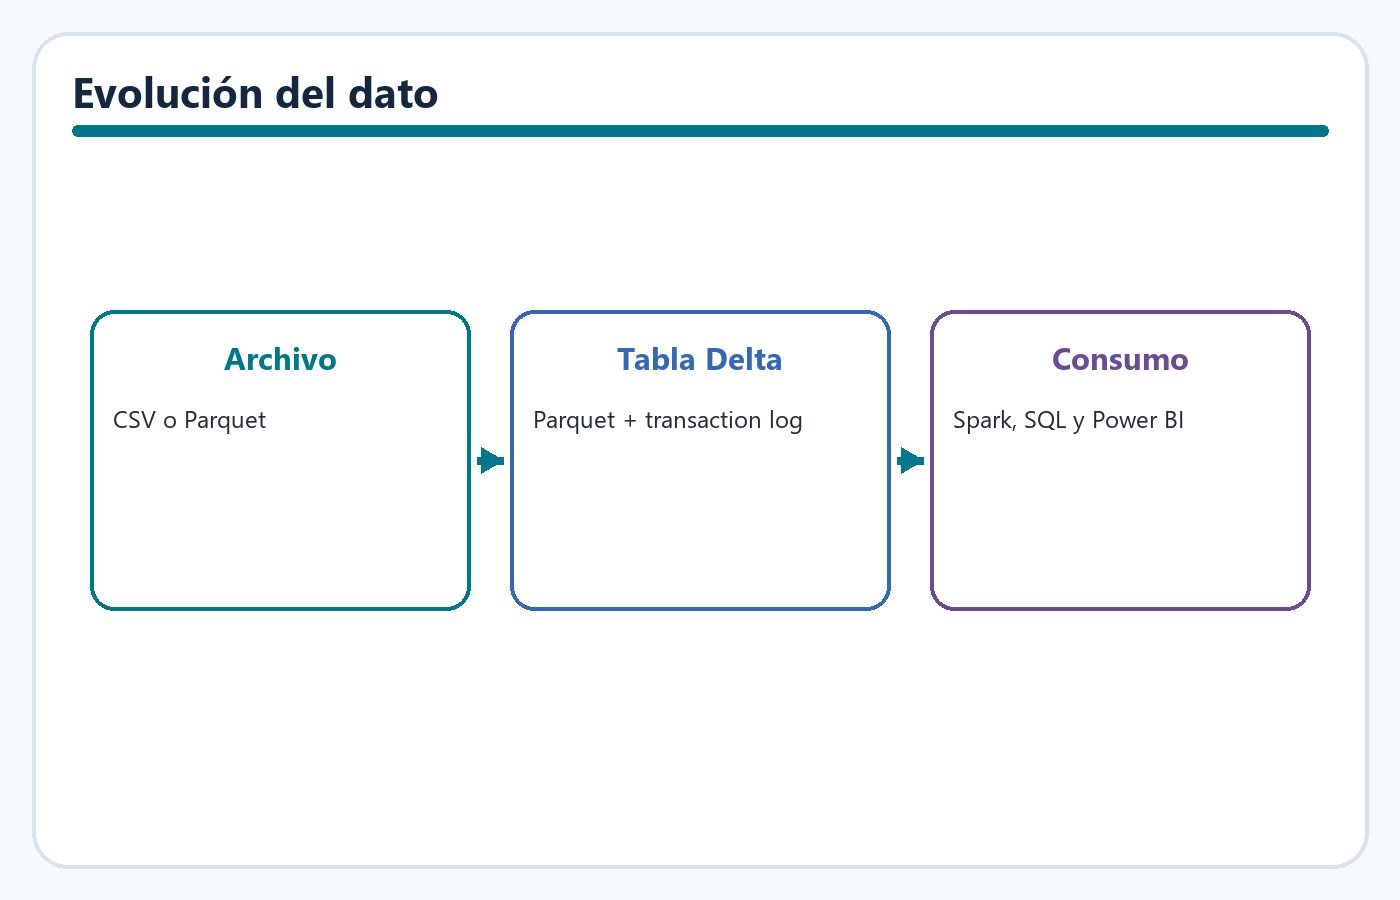 Evolución del dato
Archivo
CSV o Parquet
Tabla Delta
Parquet + transaction log
Consumo
Spark, SQL y Power BI